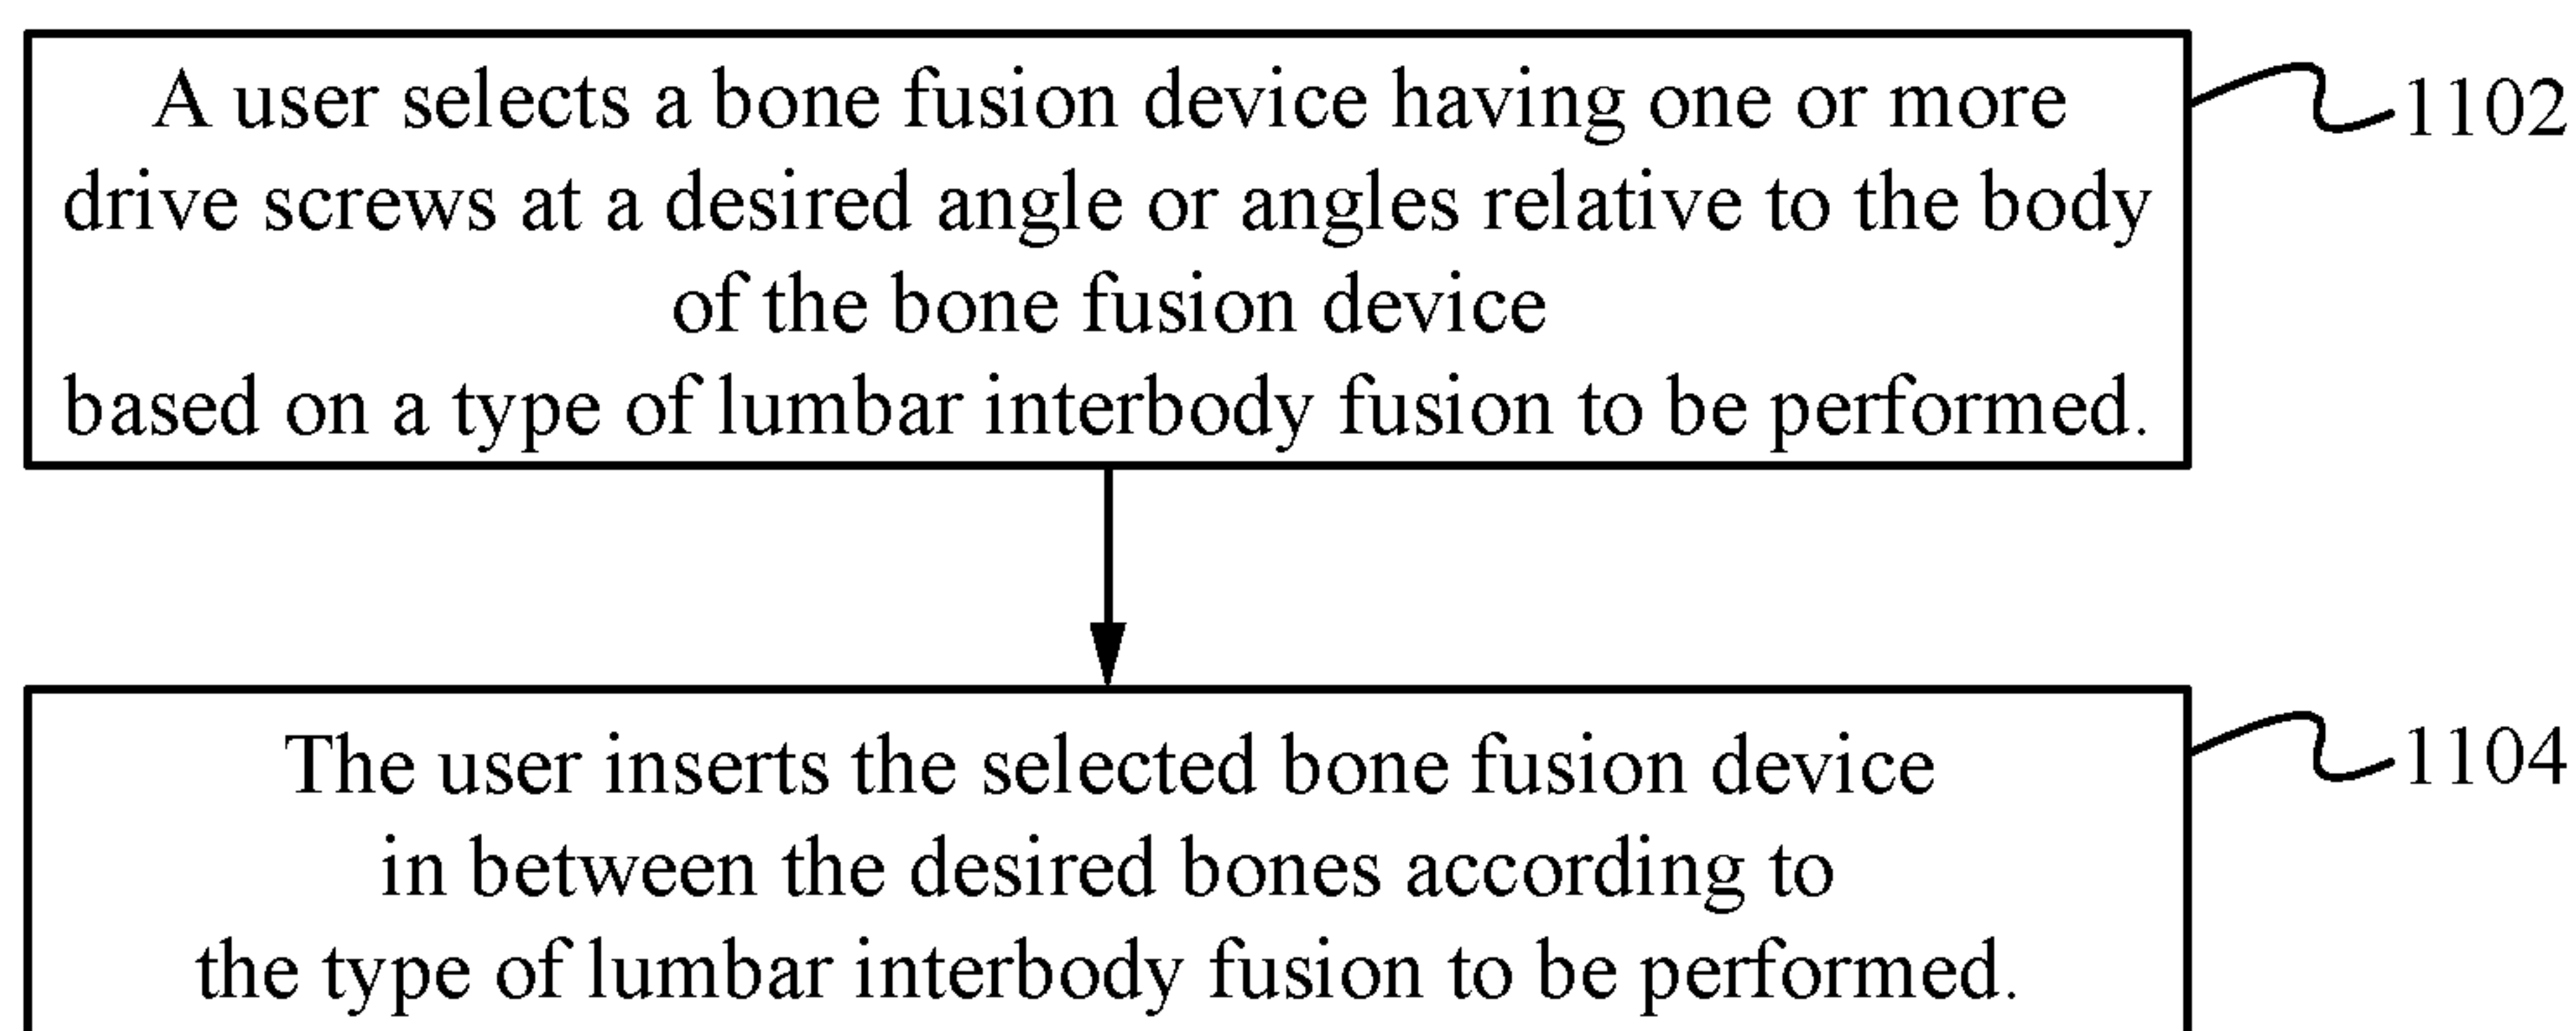 A user selects a bone fusion device having one or more
1102
drive screws at a desired angle or angles relative to the body
of the bone fusion device
based on a type of lumbar interbody fusion to be performed.
The user inserts the selected bone fusion device
1104
in between the desired bones according to
the type of lumbar interbody fusion to be performed.